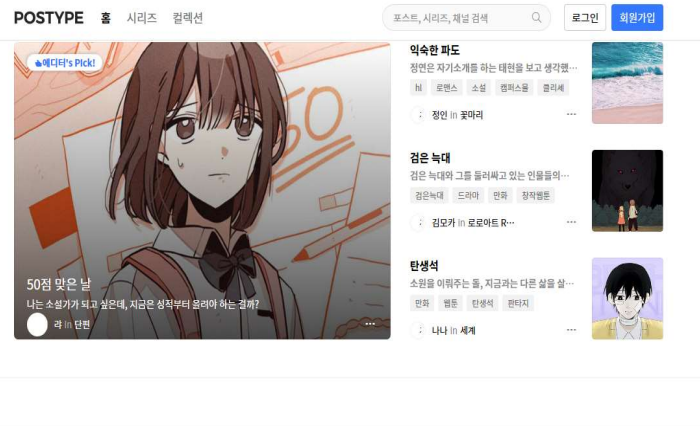 POSTYPE 홈 시리즈 컬렉션 포스트, 시리즈, 채널 검색 로그인 회원가입
에디터's Pick!
50
50점 맞은 날
나는 소설가가 되고 싶은데, 지금은 성적부터 올려야 하는 걸까?
랴 in 단편
익숙한 파도
정연은 자기소개를 하는 태현을 보고 생각했…
hl 로맨스 소설 캠퍼스물 클리셰
정인 in 꽃마리
검은 늑대
검은 늑대와 그를 둘러싸고 있는 인물들의…
검은늑대 드라마 만화 창작웹툰
김모카 in 로로아트 R…
탄생석
소원을 이뤄주는 돌, 지금과는 다른 삶을 살…
만화 웹툰 탄생석 판타지
나나 in 세계